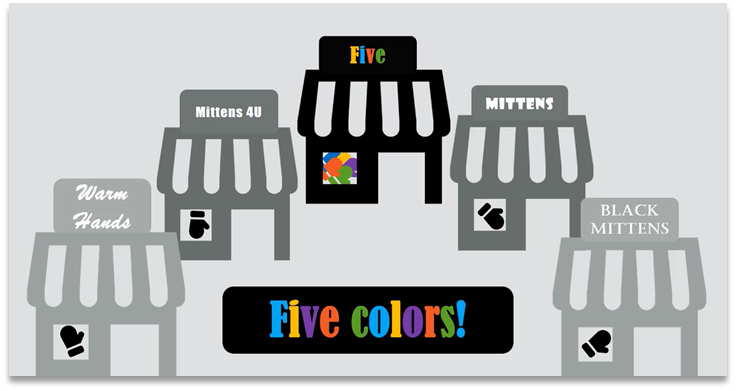 Five
Mittens 4U
MITTENS
Warm
Hands
BLACK
MITTENS
Five colors!